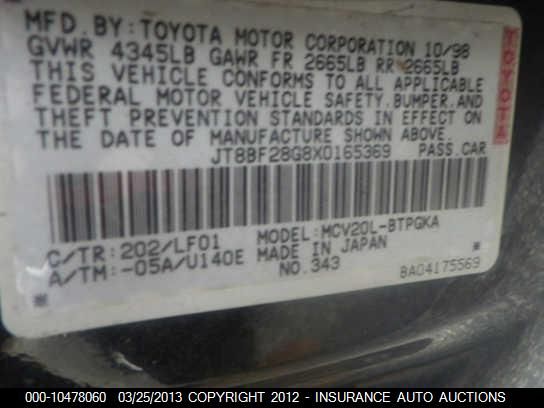 MFD.BY:TOYOTA MOTOR CORPORATION 10/98
GVWR 4345LB GAWR FR 2665LB RR 2665LB
THIS VEHICLE CONFORMS TO ALL APPLICABLE
FEDERAL MOTOR VEHICLE SAFETY,BUMPER,AND
THEFT PREVENTION STANDARDS IN EFFECT ON
THE DATE OF MANUFACTURE SHOWN ABOVE.
JT8BF28G8X0165369 PASS.CAR
TOYOTA
C/TR:202/LF01 MODEL:MCV20L-BTPGKA
A/TM:-05A/U140E MADE IN JAPAN
NO.343 BA04175569
000-10478060 03/25/2013 COPYRIGHT 2012 - INSURANCE AUTO AUCTIONS